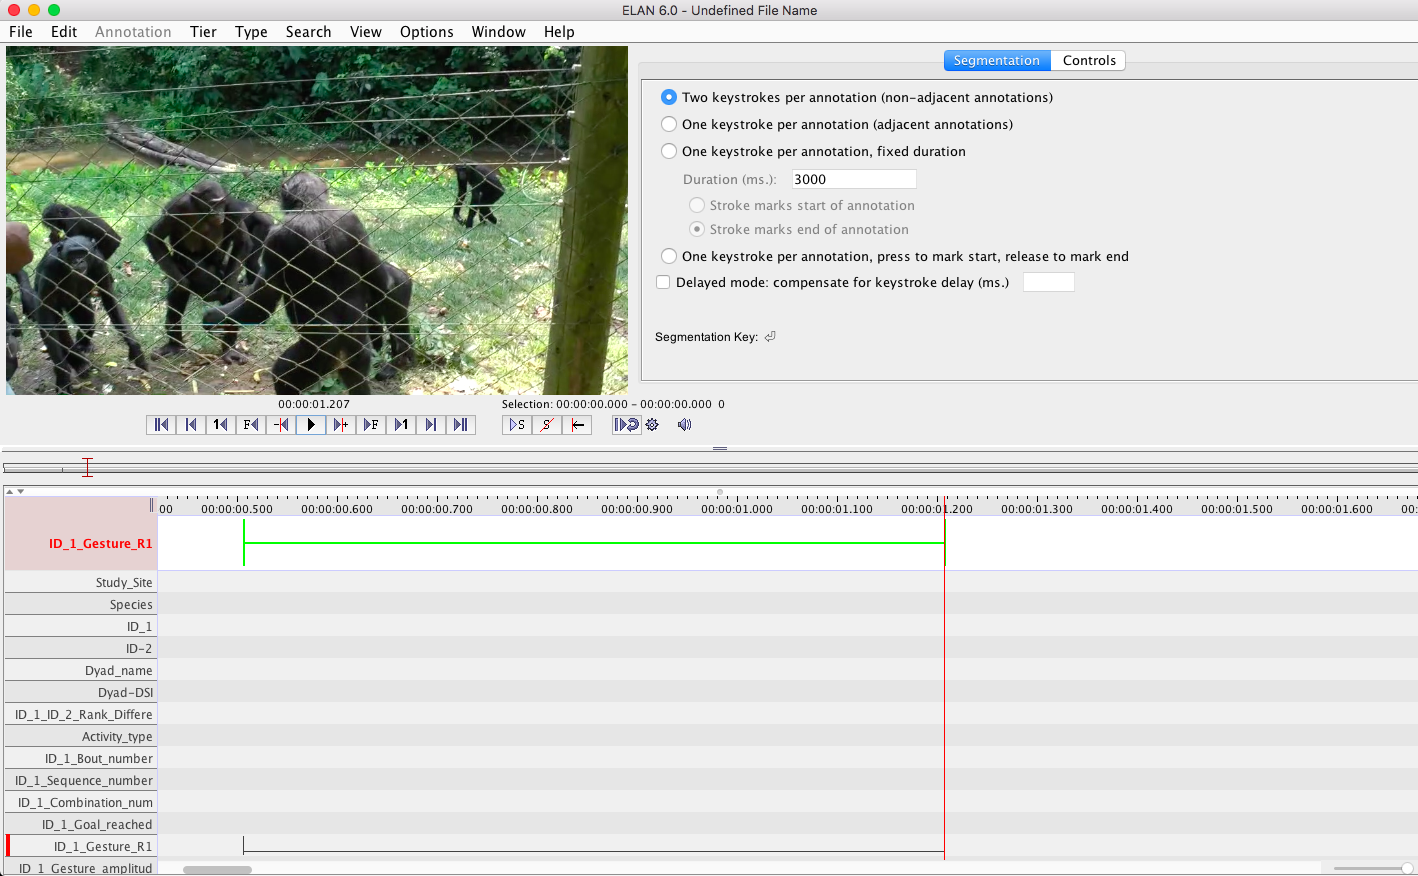 ELAN 6.0 - Undefined File Name
File Edit Annotation Tier Type Search View Options Window Help
Segmentation Controls
Two keystrokes per annotation (non-adjacent annotations)
One keystroke per annotation (adjacent annotations)
One keystroke per annotation, fixed duration
Duration (ms.): 3000
Stroke marks start of annotation
Stroke marks end of annotation
One keystroke per annotation, press to mark start, release to mark end
Delayed mode: compensate for keystroke delay (ms.)
Segmentation Key: ⏎
00:00:01.207 Selection: 00:00:00.000 - 00:00:00.000 0
1 F + F 1 S S
00 00:00:00.500 00:00:00.600 00:00:00.700 00:00:00.800 00:00:00.900 00:00:01.000 00:00:01.100 00:00:01.200 00:00:01.300 00:00:01.400 00:00:01.500 00:00:01.600 00:
ID_1_Gesture_R1
Study_Site
Species
ID_1
ID-2
Dyad_name
Dyad-DSI
ID_1_ID_2_Rank_Differe
Activity_type
ID_1_Bout_number
ID_1_Sequence_number
ID_1_Combination_num
ID_1_Goal_reached
ID_1_Gesture_R1
ID_1_Gesture_amplitud